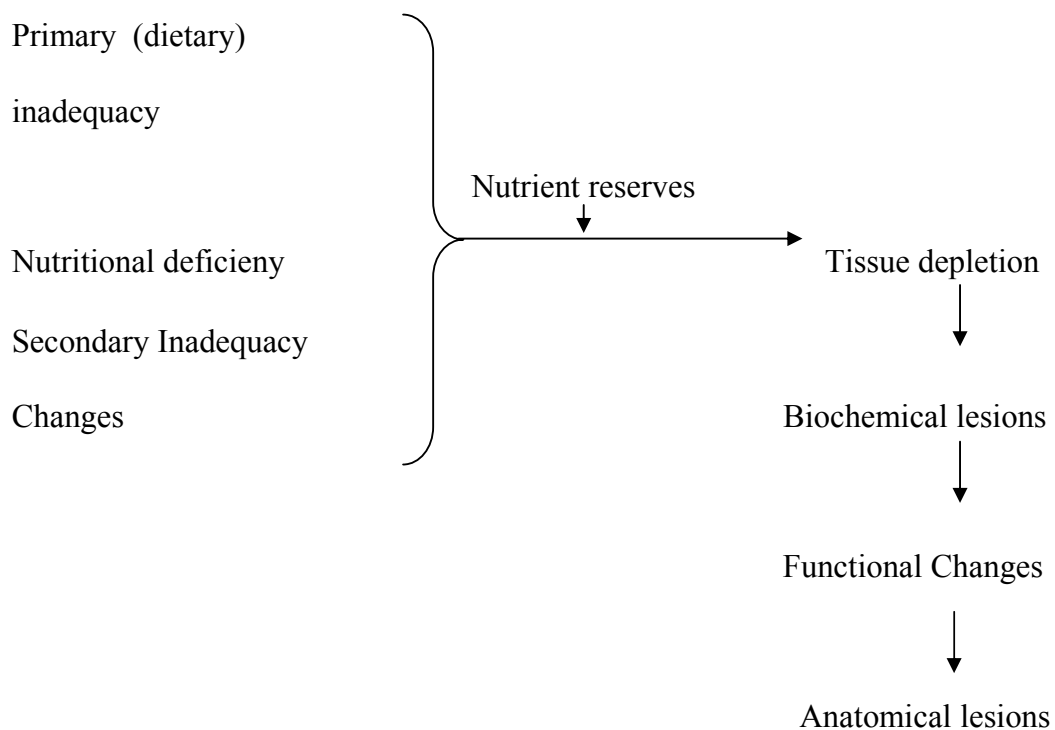 Primary (dietary)
inadequacy
Nutrient reserves
Nutritional deficieny
Tissue depletion
Secondary Inadequacy
Changes
Biochemical lesions
Functional Changes
Anatomical lesions